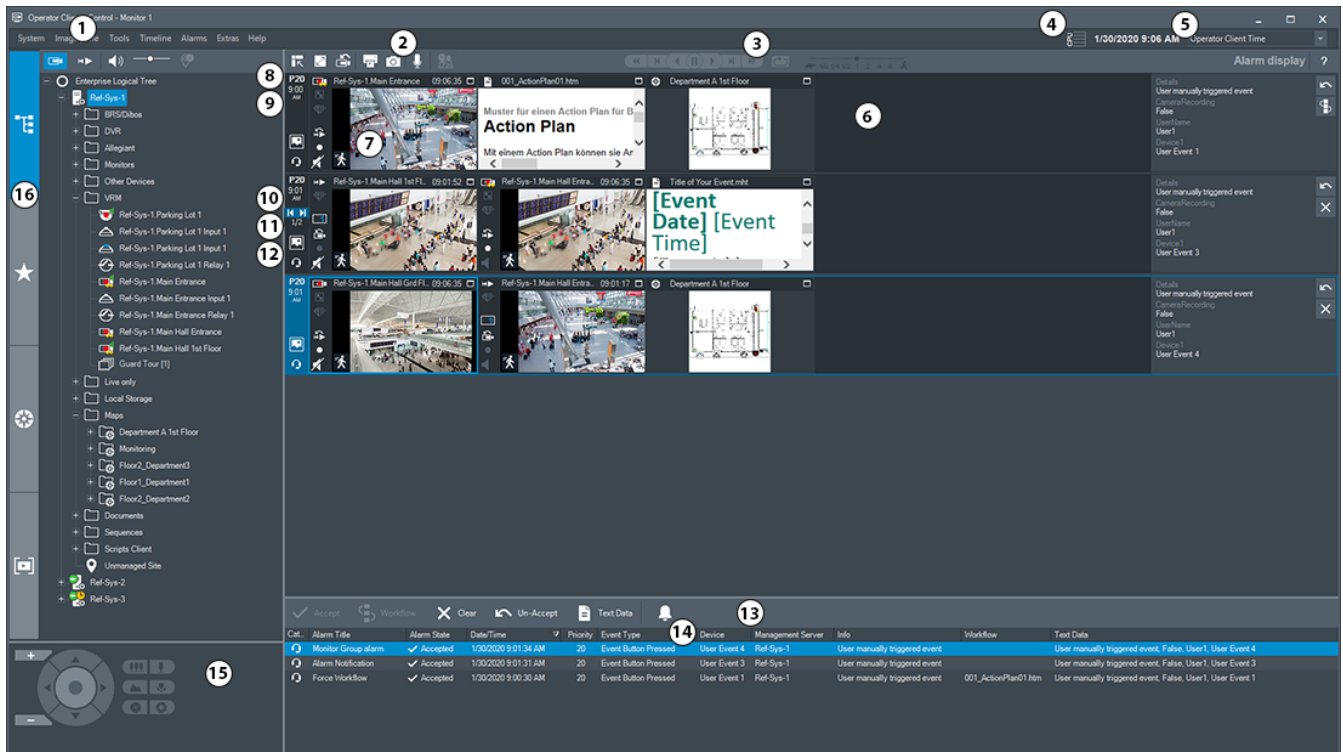 Operator Client
Control - Monitor 1
1
2
3
4
5
System
Tools
Timeline
Alarms
Extras
Help
1/30/2020 9:06 AM
Operator Client Time
Alarm display
?
Enterprise Logical Tree
Ref-Sys-1
BRS/Dibos
DVR
Allegiant
Monitors
Other Devices
VRM
Ref-Sys-1.Parking Lot 1
Ref-Sys-1.Parking Lot 1 Input 1
Ref-Sys-1.Parking Lot 1 Input 1
Ref-Sys-1.Parking Lot 1 Relay 1
Ref-Sys-1.Main Entrance
Ref-Sys-1.Main Entrance Input 1
Ref-Sys-1.Main Entrance Relay 1
Ref-Sys-1.Main Hall Entrance
Ref-Sys-1.Main Hall 1st Floor
Guard Tour [1]
Live only
Local Storage
Maps
Department A 1st Floor
Monitoring
Floor2_Department3
Floor1_Department1
Floor2_Department2
Documents
Sequences
Scripts Client
Unmanaged Site
Ref-Sys-2
Ref-Sys-3
16
8
9
10
11
12
15
P20
9:00
AM
Ref-Sys-1.Main Entrance 09:06:35
001_ActionPlan01.htm
Department A 1st Floor
7
Muster für einen Action Plan für B
Action Plan
Mit einem Action Plan können sie Ar
6
Details
User manually triggered event
CameraRecording
False
UserName
User1
Device1
User Event 1
P20
9:01
AM
1/2
Ref-Sys-1.Main Hall 1st Fl.. 09:01:52
Ref-Sys-1.Main Hall Entra.. 09:06:35
Title of Your Event.mht
[Event
Date] [Event
Time]
Details
User manually triggered event
CameraRecording
False
UserName
User1
Device1
User Event 3
P20
9:01
AM
Ref-Sys-1.Main Hall Grd Fl.. 09:06:35
Ref-Sys-1.Main Hall Entra.. 09:01:17
Department A 1st Floor
Details
User manually triggered event
CameraRecording
False
UserName
User1
Device1
User Event 4
Accept
Workflow
Clear
Un-Accept
Text Data
13
14
Cat.. Alarm Title Alarm State Date/Time Priority Event Type Device Management Server Info Workflow Text Data
Monitor Group alarm Accepted 1/30/2020 9:01:34 AM 20 Event Button Pressed User Event 4 Ref-Sys-1 User manually triggered event User manually triggered event, False, User1, User Event 4
Alarm Notification Accepted 1/30/2020 9:01:31 AM 20 Event Button Pressed User Event 3 Ref-Sys-1 User manually triggered event User manually triggered event, False, User1, User Event 3
Force Workflow Accepted 1/30/2020 9:00:30 AM 20 Event Button Pressed User Event 1 Ref-Sys-1 User manually triggered event 001_ActionPlan01.htm User manually triggered event, False, User1, User Event 1